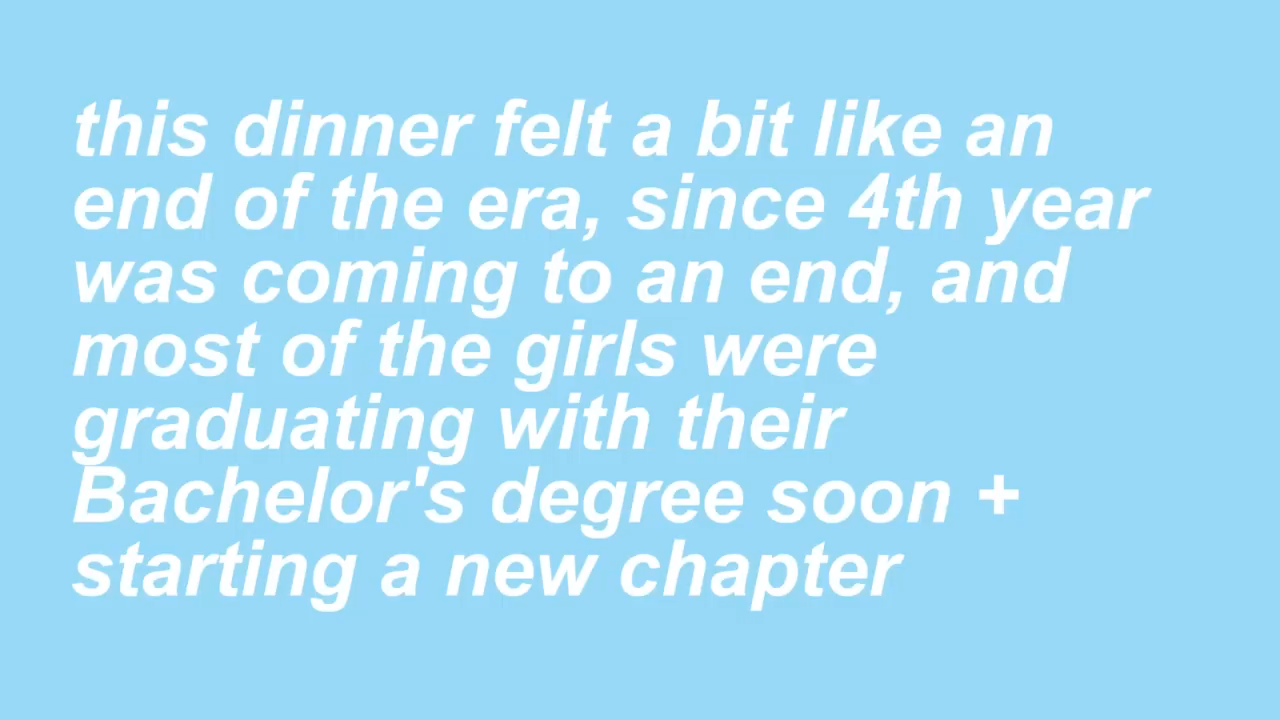 this dinner felt a bit like an
end of the era, since 4th year
was coming to an end, and
most of the girls were
graduating with their
Bachelor's degree soon +
starting a new chapter